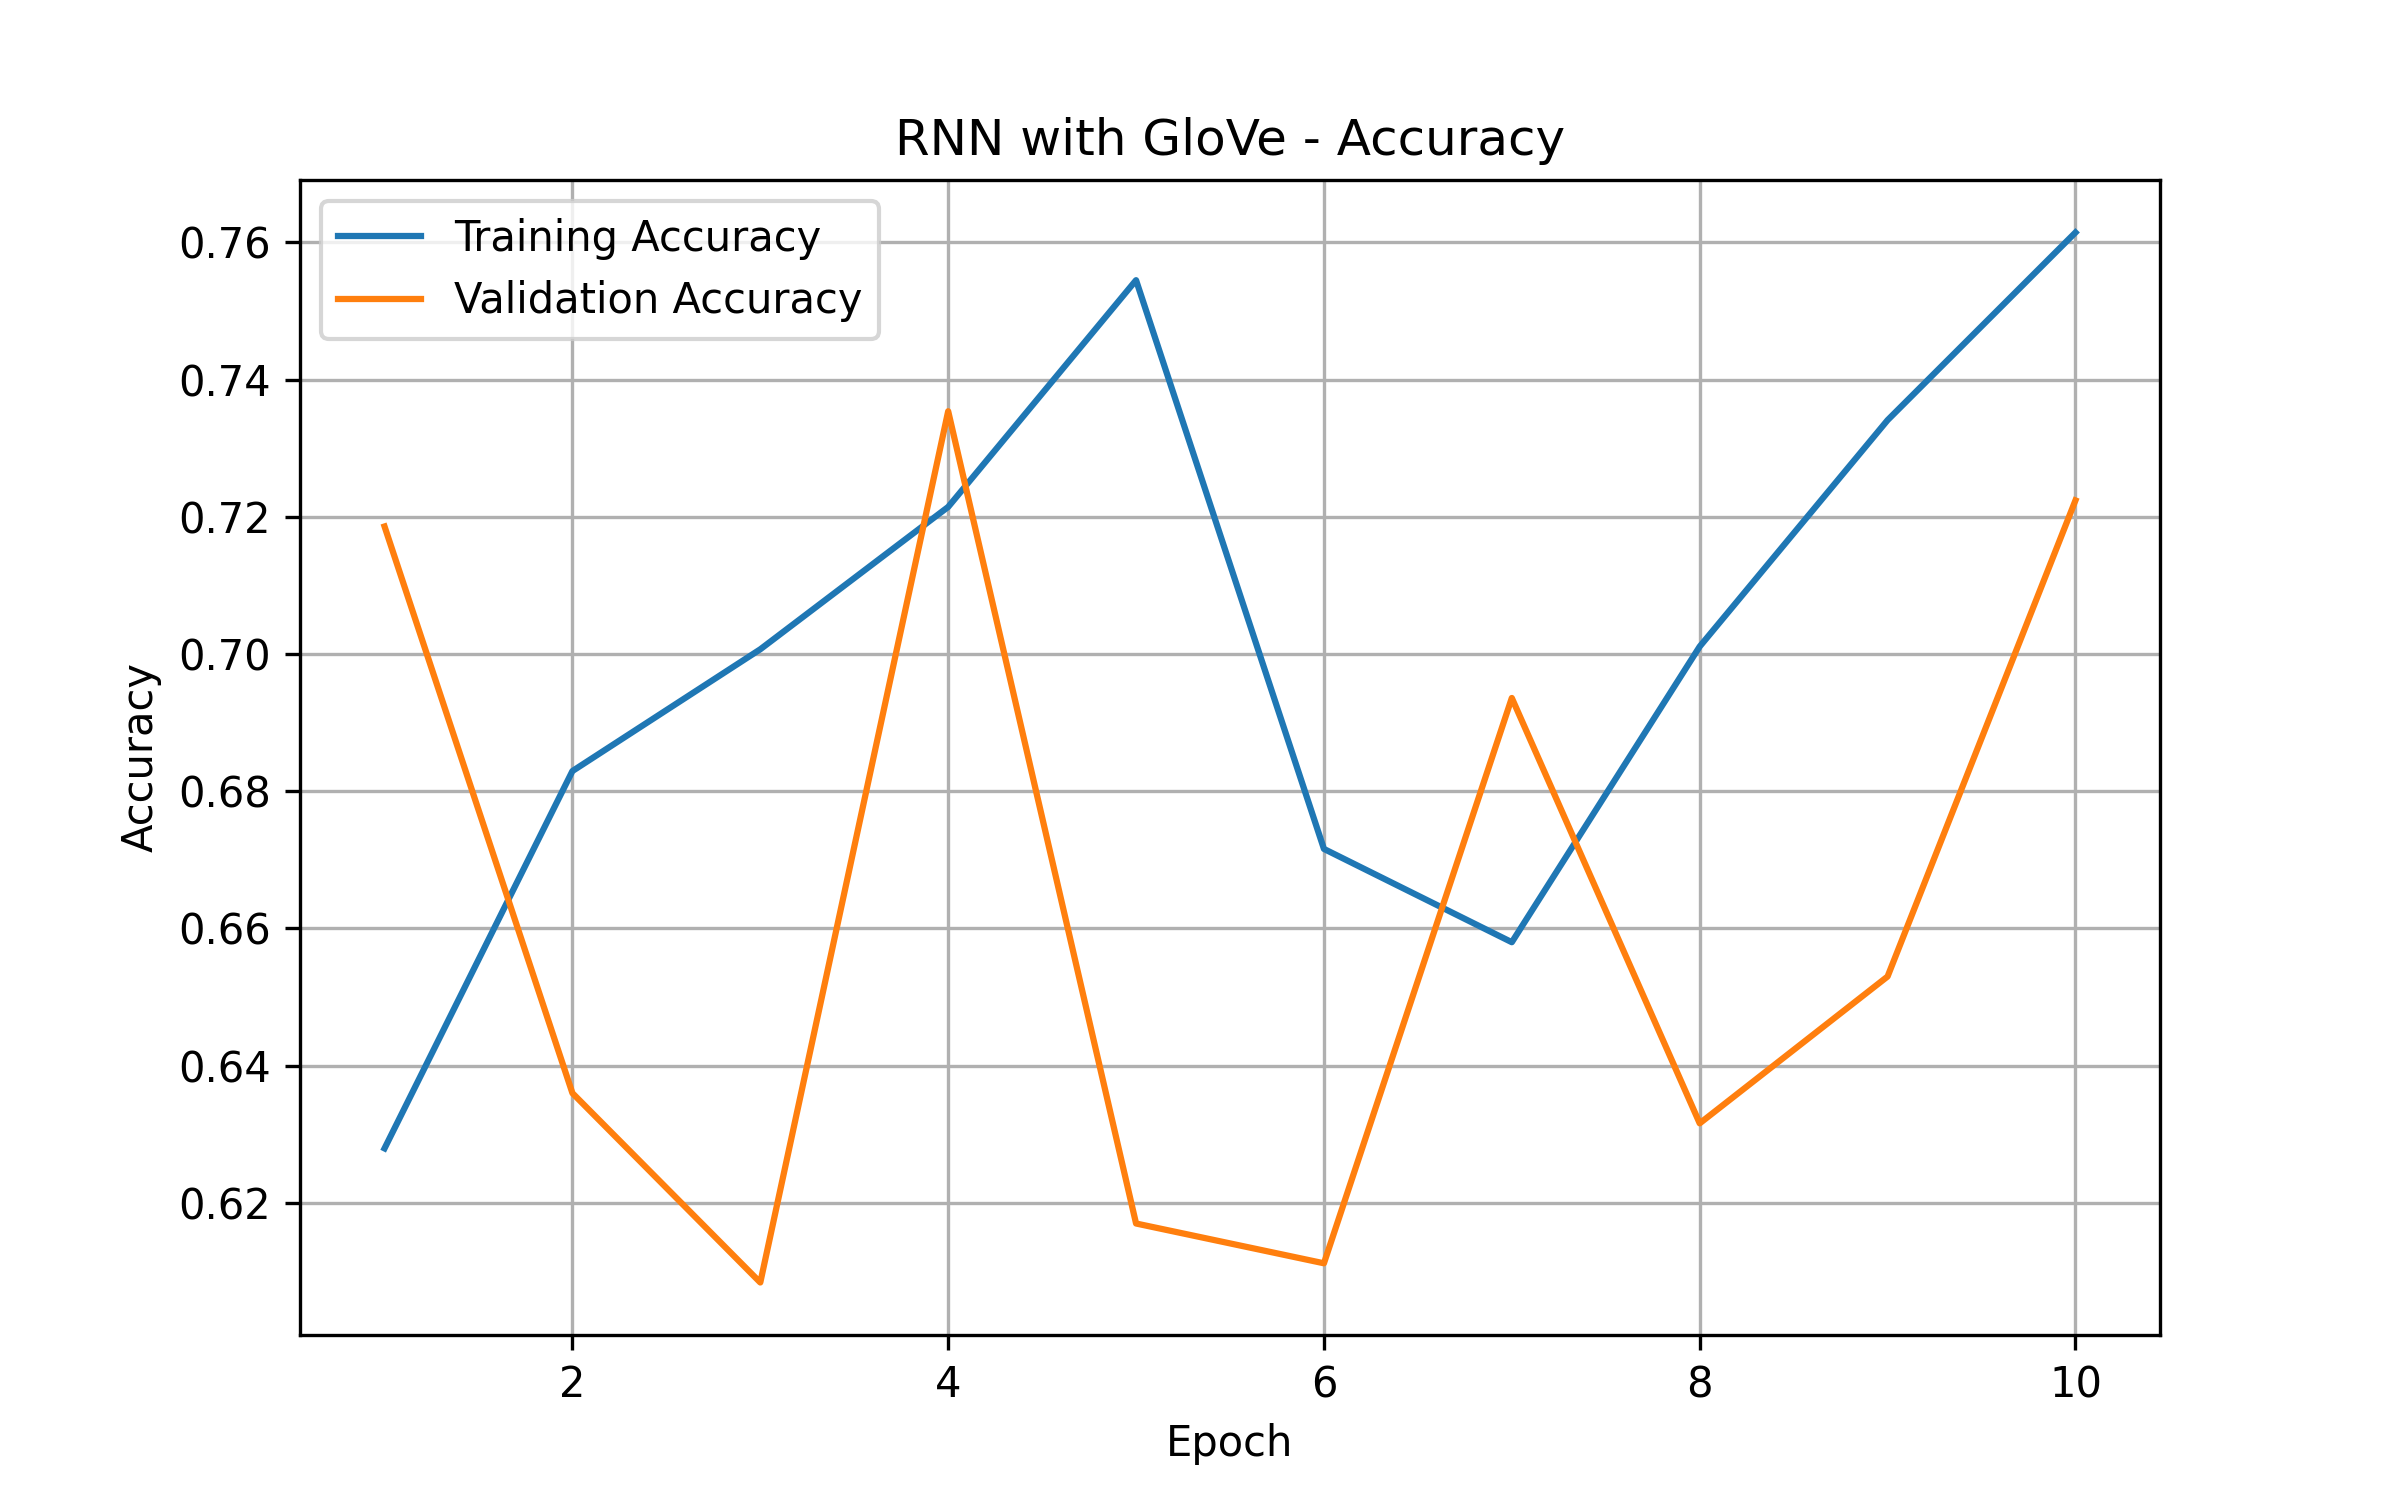 RNN with GloVe - Accuracy
Training Accuracy
Validation Accuracy
0.76
0.74
0.72
0.70
0.68
0.66
0.64
0.62
Accuracy
2 4 6 8 10
Epoch